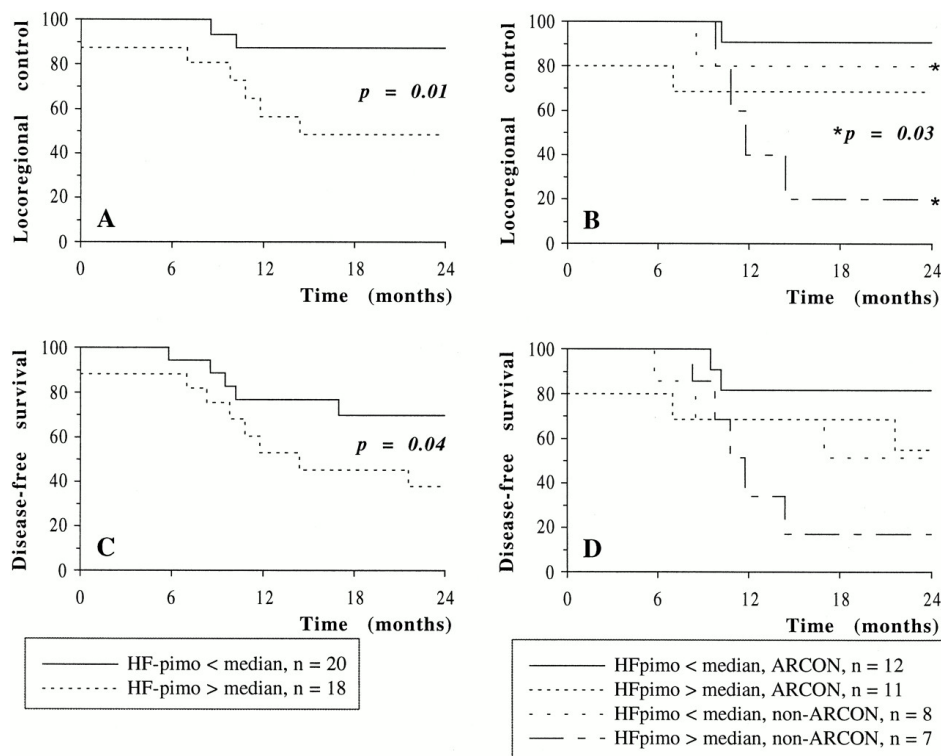 Locoregional control
100
80
60
40
20
0
p = 0.01
A
0 6 12 18 24
Time (months)
Locoregional control
100
80
60
40
20
0
*
*p = 0.03
*
B
0 6 12 18 24
Time (months)
Disease-free survival
100
80
60
40
20
0
p = 0.04
C
0 6 12 18 24
Time (months)
Disease-free survival
100
80
60
40
20
0
D
0 6 12 18 24
Time (months)
HF-pimo < median, n = 20
HF-pimo > median, n = 18
HFpimo < median, ARCON, n = 12
HFpimo > median, ARCON, n = 11
HFpimo < median, non-ARCON, n = 8
HFpimo > median, non-ARCON, n = 7